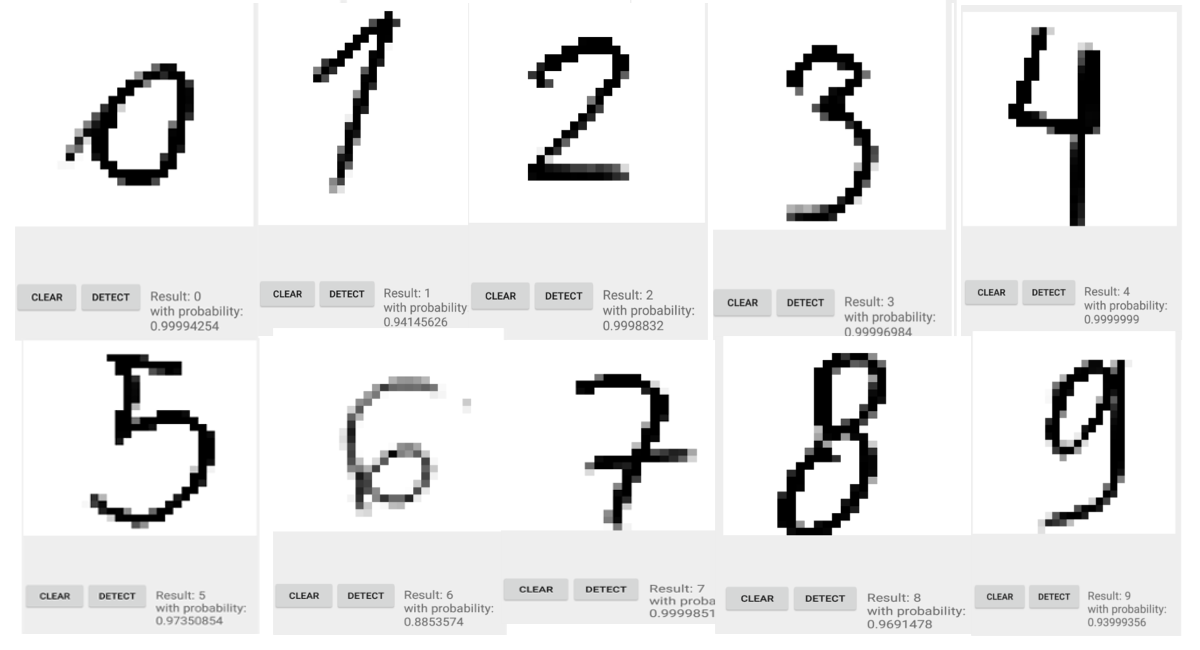 0
1
2
3
4
CLEAR DETECT Result: 0
with probability:
0.99994254
CLEAR DETECT Result: 1
with probability
0.94145626
CLEAR DETECT Result: 2
with probability:
0.9998832
CLEAR DETECT Result: 3
with probability:
0.99996984
CLEAR DETECT Result: 4
with probability:
0.9999999
5
6
7
8
9
CLEAR DETECT Result: 5
with probability:
0.97350854
CLEAR DETECT Result: 6
with probability:
0.8853574
CLEAR DETECT Result: 7
with proba
0.9999851
CLEAR DETECT Result: 8
with probability:
0.9691478
CLEAR DETECT Result: 9
with probability:
0.93999356